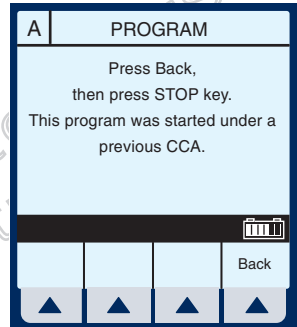 A PROGRAM
Press Back,
then press STOP key.
This program was started under a
previous CCA.
Back